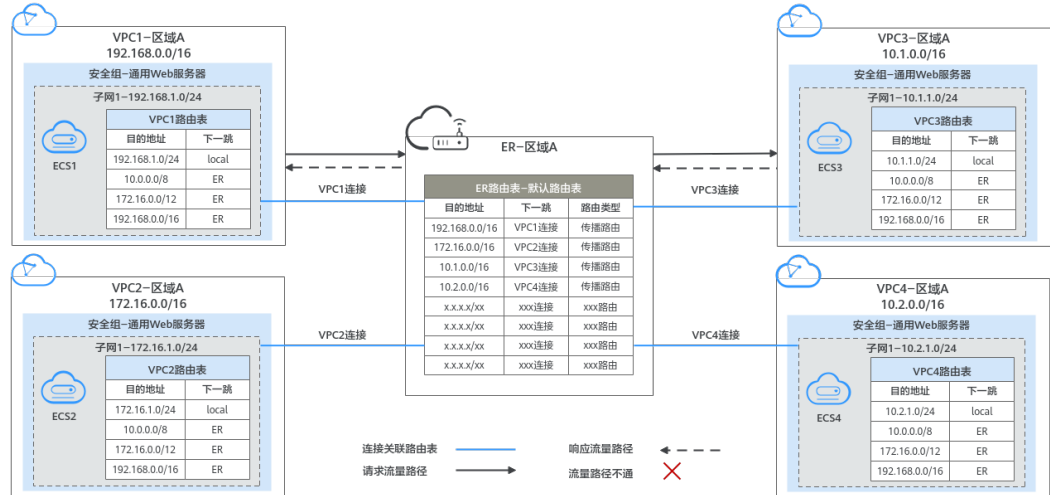 VPC1-区域A
192.168.0.0/16
安全组-通用Web服务器
子网1-192.168.1.0/24
ECS1
VPC1路由表
目的地址 下一跳
192.168.1.0/24 local
10.0.0.0/8 ER
172.16.0.0/12 ER
192.168.0.0/16 ER
VPC2-区域A
172.16.0.0/16
安全组-通用Web服务器
子网1-172.16.1.0/24
ECS2
VPC2路由表
目的地址 下一跳
172.16.1.0/24 local
10.0.0.0/8 ER
172.16.0.0/12 ER
192.168.0.0/16 ER
VPC1连接
VPC2连接
ER-区域A
ER路由表-默认路由表
目的地址 下一跳 路由类型
192.168.0.0/16 VPC1连接 传播路由
172.16.0.0/16 VPC2连接 传播路由
10.1.0.0/16 VPC3连接 传播路由
10.2.0.0/16 VPC4连接 传播路由
x.x.x.x/xx xxx连接 xxx路由
x.x.x.x/xx xxx连接 xxx路由
x.x.x.x/xx xxx连接 xxx路由
x.x.x.x/xx xxx连接 xxx路由
VPC3连接
VPC4连接
VPC3-区域A
10.1.0.0/16
安全组-通用Web服务器
子网1-10.1.1.0/24
ECS3
VPC3路由表
目的地址 下一跳
10.1.1.0/24 local
10.0.0.0/8 ER
172.16.0.0/12 ER
192.168.0.0/16 ER
VPC4-区域A
10.2.0.0/16
安全组-通用Web服务器
子网1-10.2.1.0/24
ECS4
VPC4路由表
目的地址 下一跳
10.2.1.0/24 local
10.0.0.0/8 ER
172.16.0.0/12 ER
192.168.0.0/16 ER
连接关联路由表
请求流量路径
响应流量路径
流量路径不通